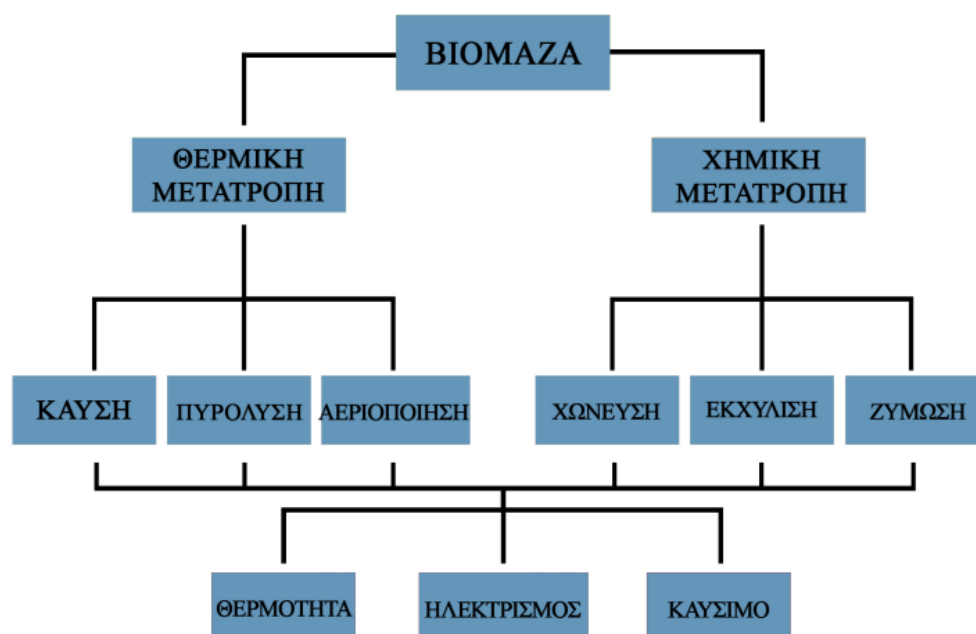 ΒΙΟΜΑΖΑ
ΘΕΡΜΙΚΗ
ΜΕΤΑΤΡΟΠΗ
ΧΗΜΙΚΗ
ΜΕΤΑΤΡΟΠΗ
ΚΑΥΣΗ
ΠΥΡΟΛΥΣΗ
ΑΕΡΙΟΠΟΙΗΣΗ
ΧΩΝΕΥΣΗ
ΕΚΧΥΛΙΣΗ
ΖΥΜΩΣΗ
ΘΕΡΜΟΤΗΤΑ
ΗΛΕΚΤΡΙΣΜΟΣ
ΚΑΥΣΙΜΟ